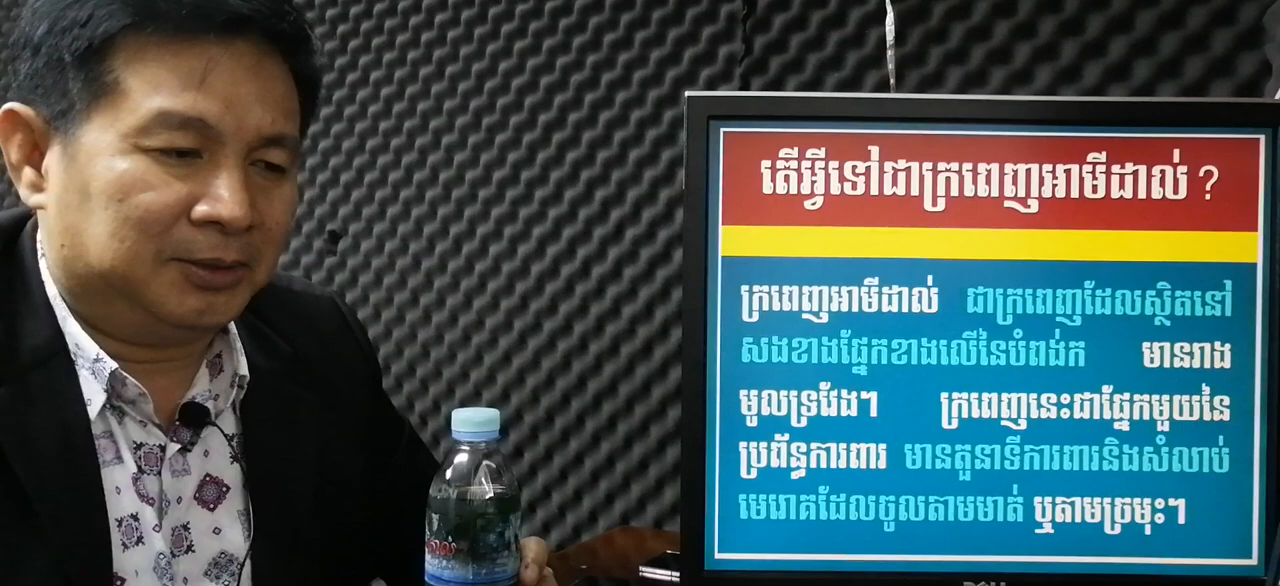 តើអ្វីទៅជាក្រពេញអាមីដាល់ ?
ក្រពេញអាមីដាល់ ជាក្រពេញដែលស្ថិតនៅ
សងខាងផ្នែកខាងលើនៃបំពង់ក មានរាង
មូលទ្រវែង។ ក្រពេញនេះជាផ្នែកមួយនៃ
ប្រព័ន្ធការពារ មានតួនាទីការពារនិងសំលាប់
មេរោគដែលចូលតាមមាត់ ឬតាមច្រមុះ។